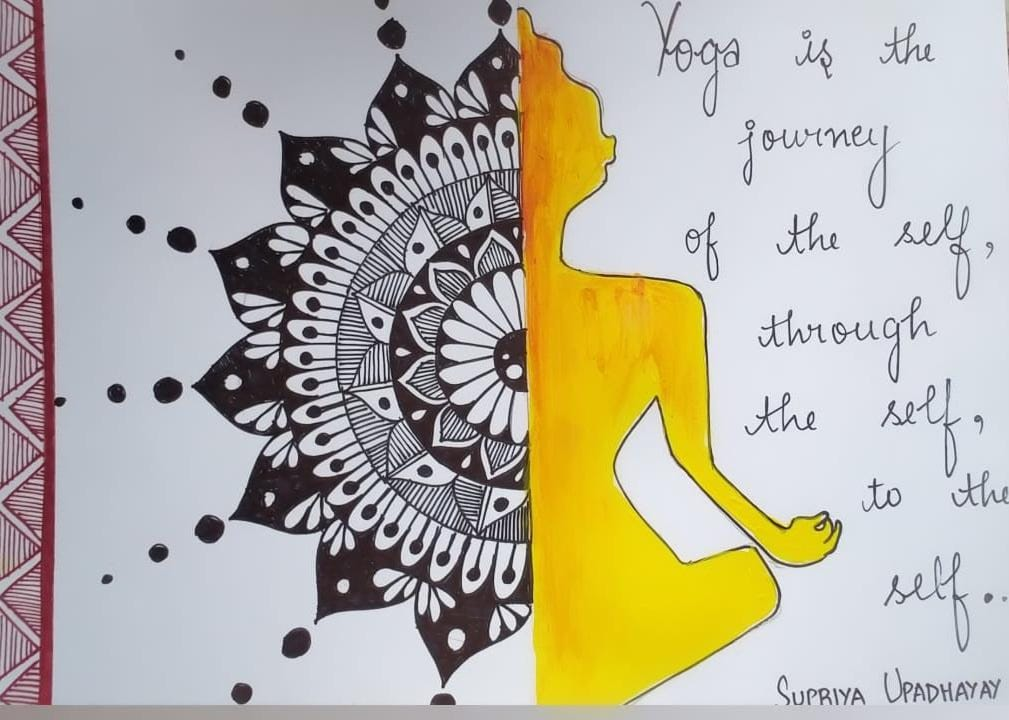 Yoga is the
journey
of the self,
through
the self,
to the
self..
SUPRIYA UPADHAYAY